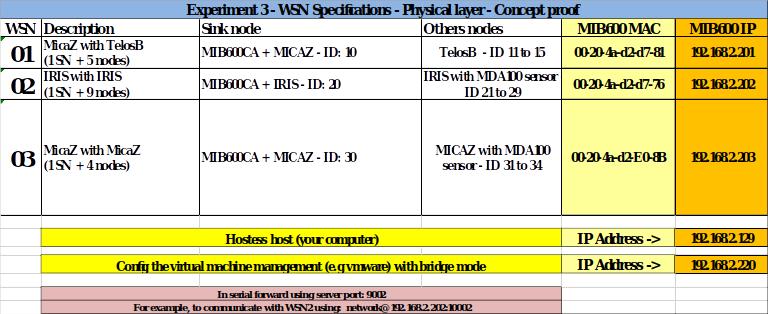 Experiment 3 - WSN Specifications - Physical layer - Concept proof
WSN Description Sink node Others nodes MIB600 MAC MIB600 IP
01 MicaZ with TelosB (1 SN + 5 nodes) MIB600CA + MICAZ - ID: 10 TelosB - ID 11 to 15 00-20-4a-d2-d7-81 192.168.2.201
02 IRIS with IRIS (1 SN + 9 nodes) MIB600CA + IRIS - ID: 20 IRIS with MDA100 sensor ID 21 to 29 00-20-4a-d2-d7-76 192.168.2.202
03 MicaZ with MicaZ (1 SN + 4 nodes) MIB600CA + MICAZ - ID: 30 MICAZ with MDA100 sensor - ID 31 to 34 00-20-4a-d2-E0-8B 192.168.2.203
Hostess host (your computer) IP Address -> 192.168.2.129
Config the virtual machine management (e.g vmware) with bridge mode IP Address -> 192.168.2.220
In serial forward using server port: 9002
For example, to communicate with WSN2 using: network@192.168.2.202:10002